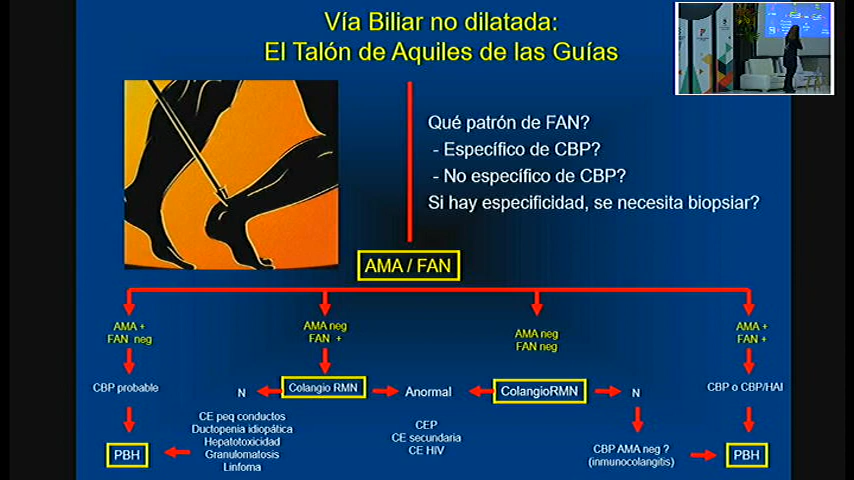 Vía Biliar no dilatada:
El Talón de Aquiles de las Guías
Qué patrón de FAN?
- Específico de CBP?
- No específico de CBP?
Si hay especificidad, se necesita biopsiar?
AMA / FAN
AMA +
FAN neg
AMA neg
FAN +
AMA neg
FAN neg
AMA +
FAN +
CBP probable
N
Colangio RMN
Anormal
ColangioRMN
N
CBP o CBP/HAI
CE peq conductos
Ductopenia idiopática
Hepatotoxicidad
Granulomatosis
Linfoma
CEP
CE secundaria
CE HIV
CBP AMA neg ?
(inmunocolangitis)
PBH
PBH